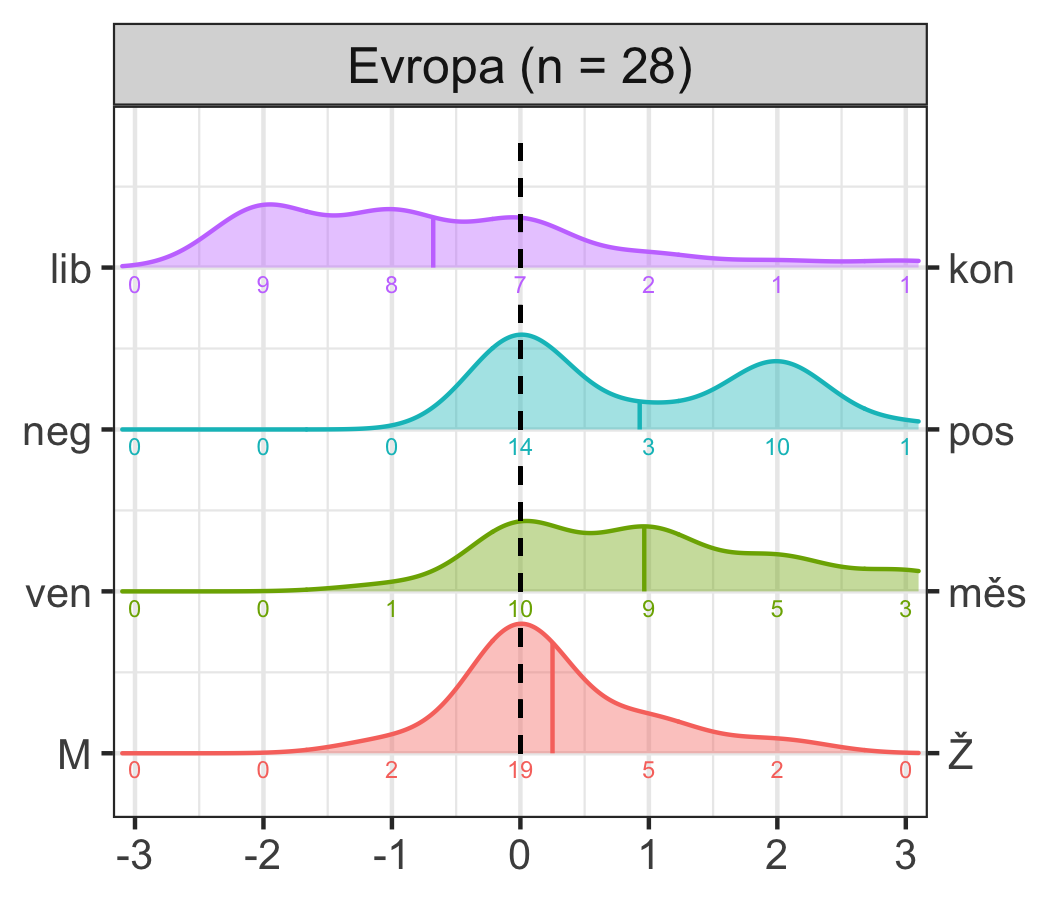 Evropa (n = 28)
lib kon
0 9 8 7 2 1 1
neg pos
0 0 0 14 3 10 1
ven měs
0 0 1 10 9 5 3
M Ž
0 0 2 19 5 2 0
-3 -2 -1 0 1 2 3